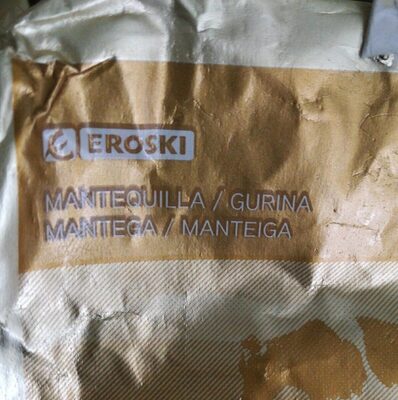 EROSKI
MANTEQUILLA / GURINA
MANTEGA / MANTEIGA